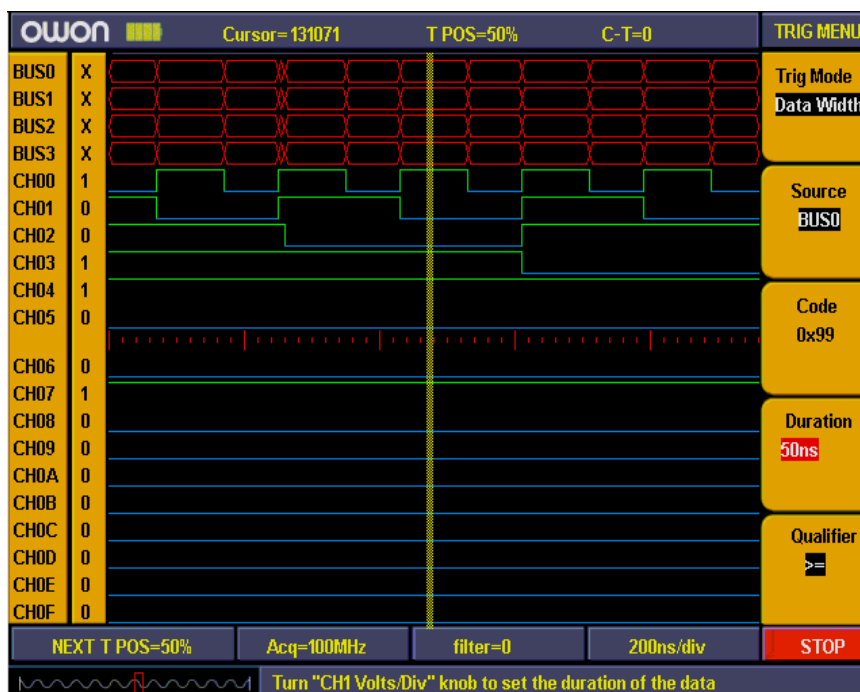 OWON Cursor=131071 T POS=50% C-T=0 TRIG MENU
BUS0 X
BUS1 X
BUS2 X
BUS3 X
CH00 1
CH01 0
CH02 0
CH03 1
CH04 1
CH05 0
CH06 0
CH07 1
CH08 0
CH09 0
CH0A 0
CH0B 0
CH0C 0
CH0D 0
CH0E 0
CH0F 0
Trig Mode
Data Width
Source
BUS0
Code
0x99
Duration
50ns
Qualifier
>=
NEXT T POS=50% Acq=100MHz filter=0 200ns/div STOP
Turn "CH1 Volts/Div" knob to set the duration of the data